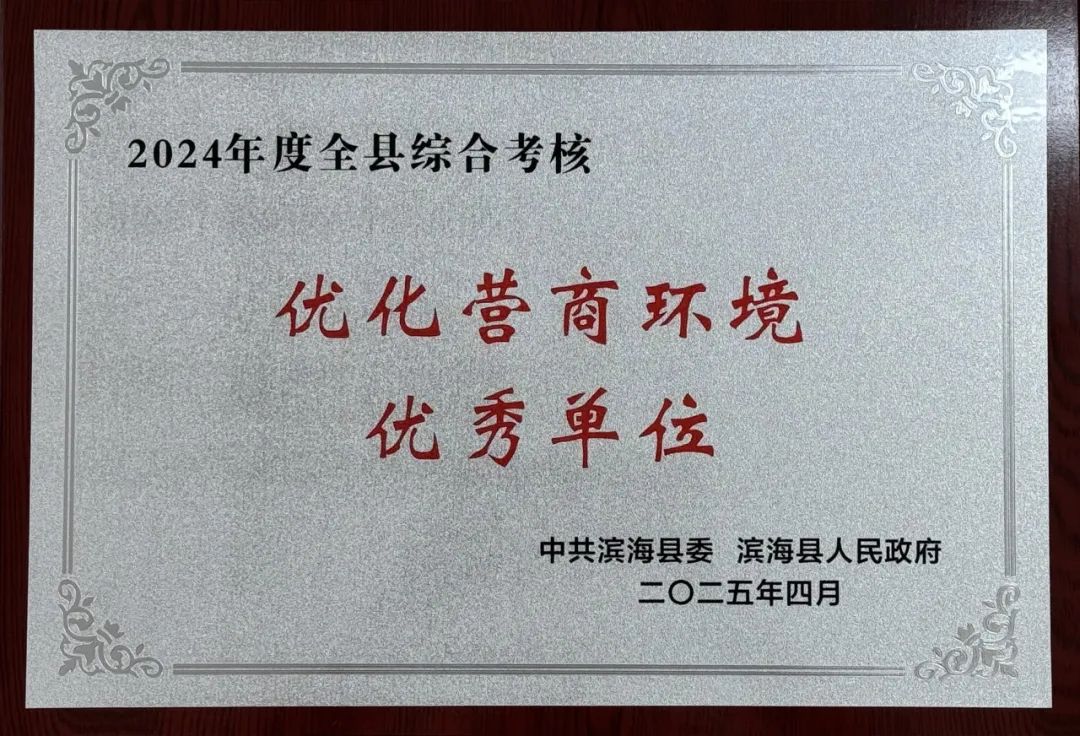 2024年度全县综合考核
优化营商环境
优秀单位
中共滨海县委 滨海县人民政府
二〇二五年四月